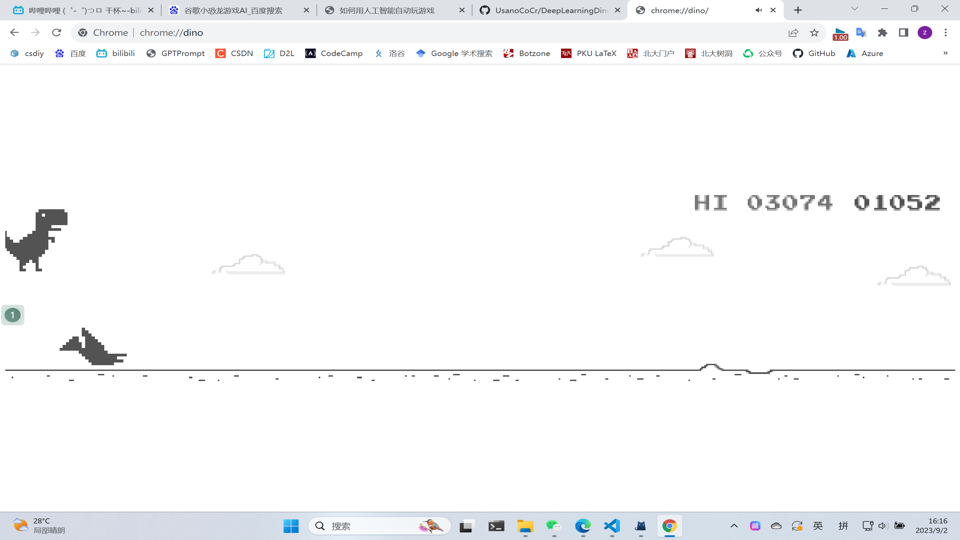 哔哩哔哩 (゜-゜)つロ 干杯~-bili
谷歌小恐龙游戏AI_百度搜索
如何用人工智能自动玩游戏
UsanoCoCr/DeepLearningDino
chrome://dino/
Chrome
chrome://dino
1.00
z
csdiy
百度
bilibili
GPTPrompt
CSDN
D2L
CodeCamp
洛谷
Google 学术搜索
Botzone
PKU LaTeX
北大门户
北大树洞
公众号
GitHub
Azure
»
HI 03074 01052
1
28°C
局部晴朗
搜索
英
拼
16:16
2023/9/2